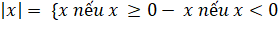 |x| = {x nếu x ≥ 0 − x nếu x < 0